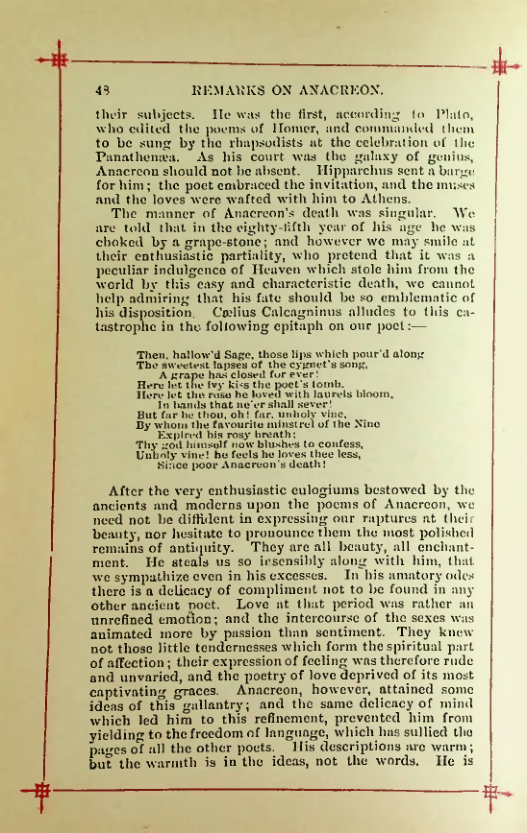 48 REMARKS ON ANACREON.
their subjects. He was the first, according to Plato,
who edited the poems of Homer, and commanded them
to be sung by the rhapsodists at the celebration of the
Panathenæa. As his court was the galaxy of genius,
Anacreon should not be absent. Hipparchus sent a barge
for him; the poet embraced the invitation, and the muses
and the loves were wafted with him to Athens.
The manner of Anacreon's death was singular. We
are told that in the eighty-fifth year of his age he was
choked by a grape-stone; and however we may smile at
their enthusiastic partiality, who pretend that it was a
peculiar indulgence of Heaven which stole him from the
world by this easy and characteristic death, we cannot
help admiring that his fate should be so emblematic of
his disposition. Cælius Calcagninus alludes to this ca-
tastrophe in the following epitaph on our poet:—
Then, hallow'd Sage, those lips which pour'd along
The sweetest lapses of the cygnet's song,
A grape has closed for ever!
Here let the ivy kiss the poet's tomb,
Here let the rose he loved with laurels bloom,
In bands that ne'er shall sever!
But far be thou, oh! far, unholy vine,
By whom the favourite minstrel of the Nine
Expired his rosy breath;
Thy god himself now blushes to confess,
Unholy vine! he feels he loves thee less,
Since poor Anacreon's death!
After the very enthusiastic eulogiums bestowed by the
ancients and moderns upon the poems of Anacreon, we
need not be diffident in expressing our raptures at their
beauty, nor hesitate to pronounce them the most polished
remains of antiquity. They are all beauty, all enchant-
ment. He steals us so insensibly along with him, that
we sympathize even in his excesses. In his amatory odes
there is a delicacy of compliment not to be found in any
other ancient poet. Love at that period was rather an
unrefined emotion; and the intercourse of the sexes was
animated more by passion than sentiment. They knew
not those little tendernesses which form the spiritual part
of affection; their expression of feeling was therefore rude
and unvaried, and the poetry of love deprived of its most
captivating graces. Anacreon, however, attained some
ideas of this gallantry; and the same delicacy of mind
which led him to this refinement, prevented him from
yielding to the freedom of language, which has sullied the
pages of all the other poets. His descriptions are warm;
but the warmth is in the ideas, not the words. He is